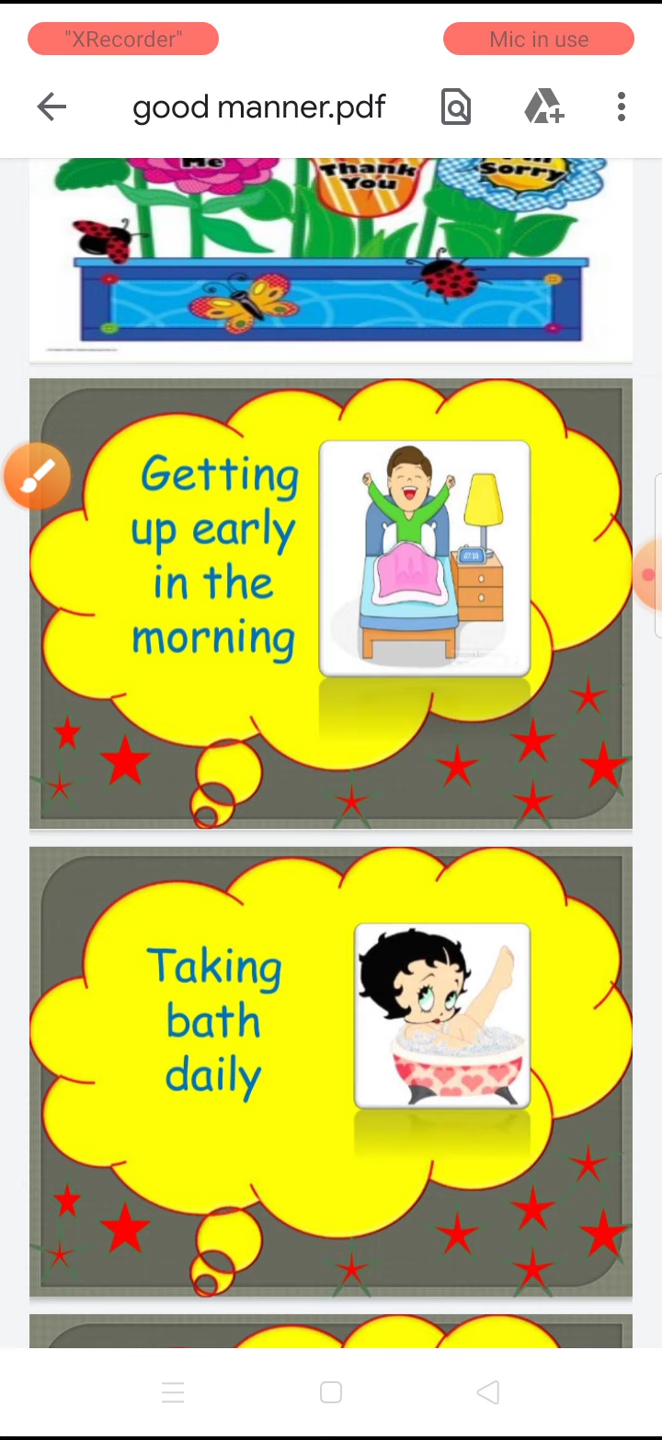 "XRecorder"
Mic in use
good manner.pdf
Me
Thank
You
Sorry
Getting
up early
in the
morning
Taking
bath
daily